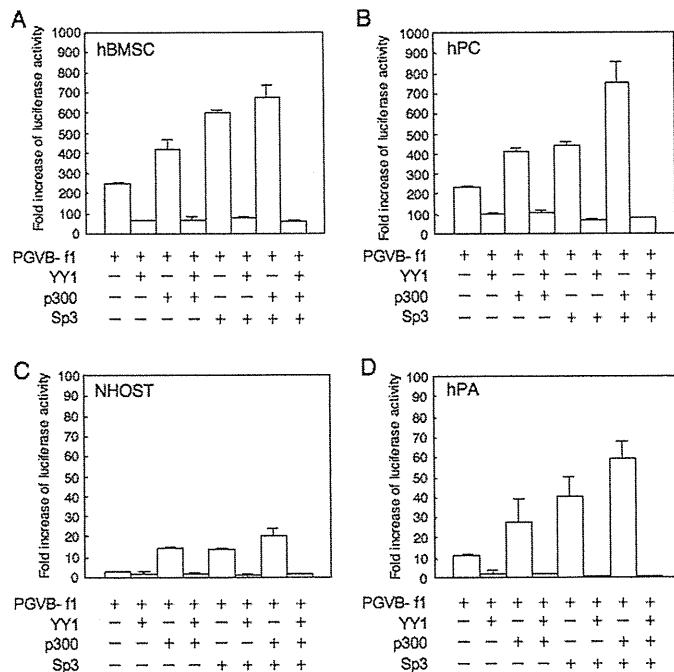 A
hBMSC
Fold increase of luciferase activity
1000
900
800
700
600
500
400
300
200
100
0
PGVB- f1 + + + + + + + +
YY1 — + — + — + — +
p300 — — + + — — + +
Sp3 — — — — + + + +
B
hPC
Fold increase of luciferase activity
1000
900
800
700
600
500
400
300
200
100
0
PGVB- f1 + + + + + + + +
YY1 — + — + — + — +
p300 — — + + — — + +
Sp3 — — — — + + + +
C
NHOST
Fold increase of luciferase activity
100
90
80
70
60
50
40
30
20
10
0
PGVB- f1 + + + + + + + +
YY1 — + — + — + — +
p300 — — + + — — + +
Sp3 — — — — + + + +
D
hPA
Fold increase of luciferase activity
100
90
80
70
60
50
40
30
20
10
0
PGVB- f1 + + + + + + + +
YY1 — + — + — + — +
p300 — — + + — — + +
Sp3 — — — — + + + +